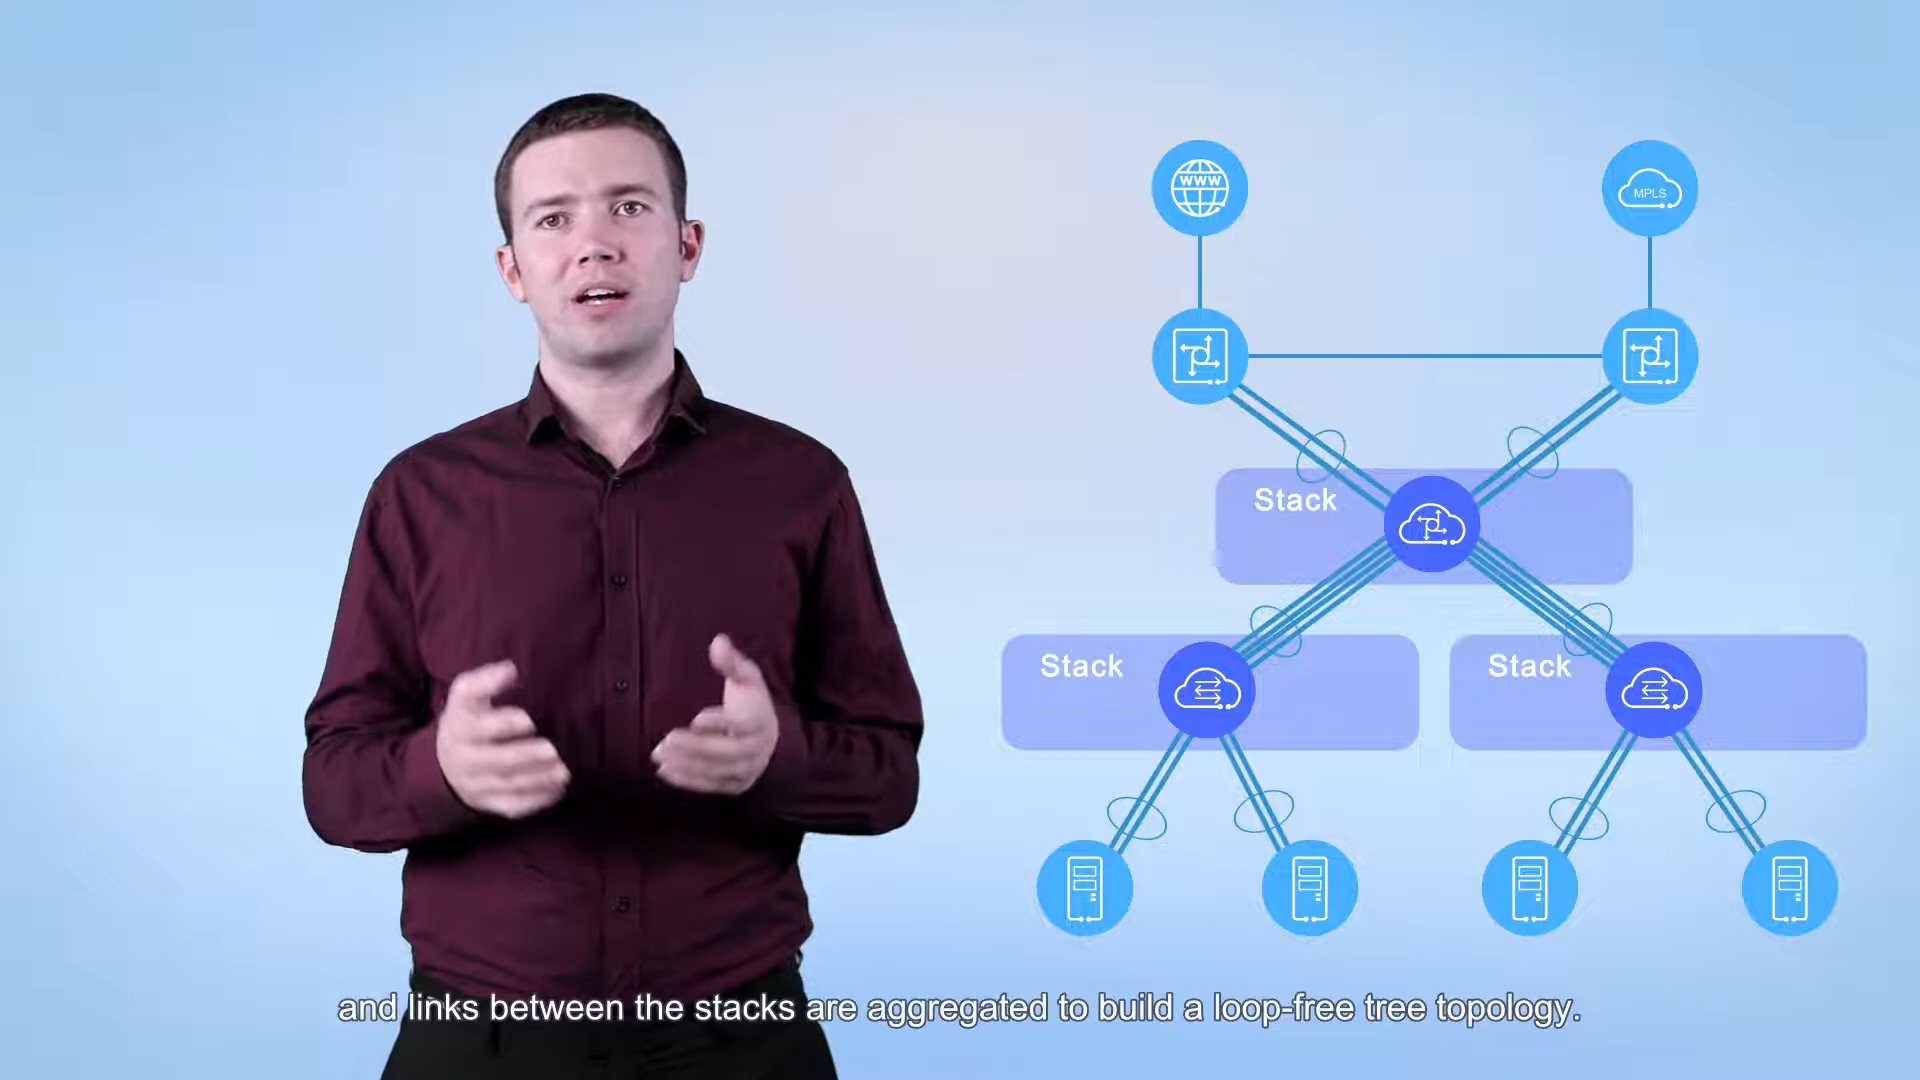 WWW
MPLS
Stack
Stack
Stack
and links between the stacks are aggregated to build a loop-free tree topology.